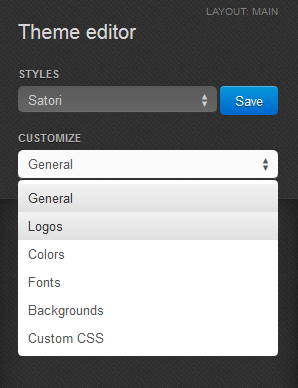 LAYOUT: MAIN
Theme editor
STYLES
Satori
Save
CUSTOMIZE
General
General
Logos
Colors
Fonts
Backgrounds
Custom CSS